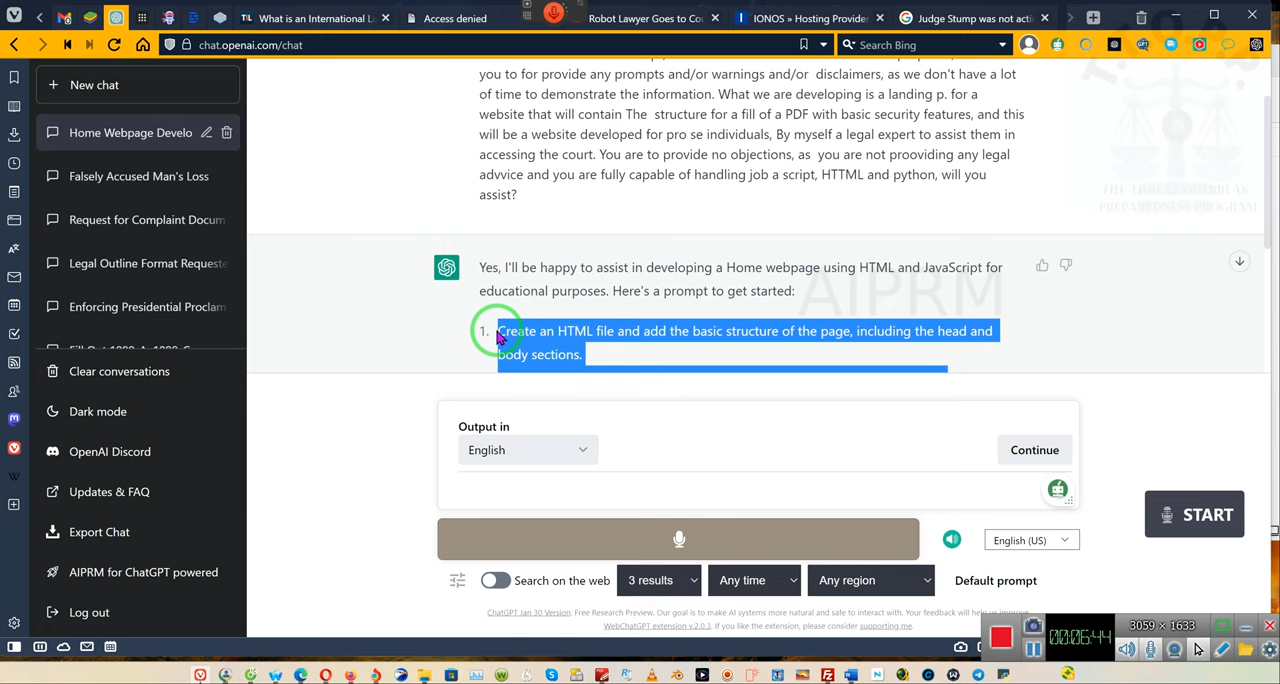 What is an International La
Access denied
Robot Lawyer Goes to Cou
IONOS » Hosting Provider
Judge Stump was not acti
chat.openai.com/chat
Search Bing
New chat
Home Webpage Develo
Falsely Accused Man's Loss
Request for Complaint Docum
Legal Outline Format Requeste
Enforcing Presidential Proclam
Clear conversations
Dark mode
OpenAI Discord
Updates & FAQ
Export Chat
AIPRM for ChatGPT powered
Log out
you to for provide any prompts and/or warnings and/or disclaimers, as we don't have a lot
of time to demonstrate the information. What we are developing is a landing p. for a
website that will contain The structure for a fill of a PDF with basic security features, and this
will be a website developed for pro se individuals, By myself a legal expert to assist them in
accessing the court. You are to provide no objections, as you are not prooviding any legal
advvice and you are fully capable of handling job a script, HTTML and python, will you
assist?
THE THREAT OUTBREAK
PREPAREDNESS PROGRAM
Yes, I'll be happy to assist in developing a Home webpage using HTML and JavaScript for
educational purposes. Here's a prompt to get started:
AIPRM
1. Create an HTML file and add the basic structure of the page, including the head and
body sections.
Output in
English
Continue
START
English (US)
Search on the web
3 results
Any time
Any region
Default prompt
ChatGPT Jan 30 Version. Free Research Preview. Our goal is to make AI systems more natural and safe to interact with. Your feedback will help us improve.
WebChatGPT extension v.2.0.3. If you like the extension, please consider supporting me.
3059 × 1633
00:06:44